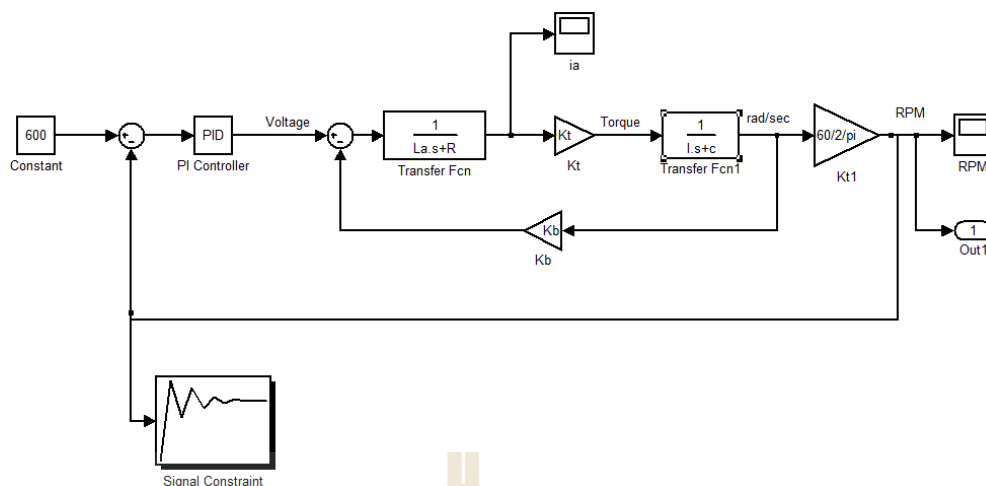 ia
600
Constant
PID
PI Controller
Voltage
1
La.s+R
Transfer Fcn
Kt
Kt
Torque
1
I.s+c
Transfer Fcn1
rad/sec
60/2/pi
Kt1
RPM
RPM
Kb
Kb
1
Out1
Signal Constraint